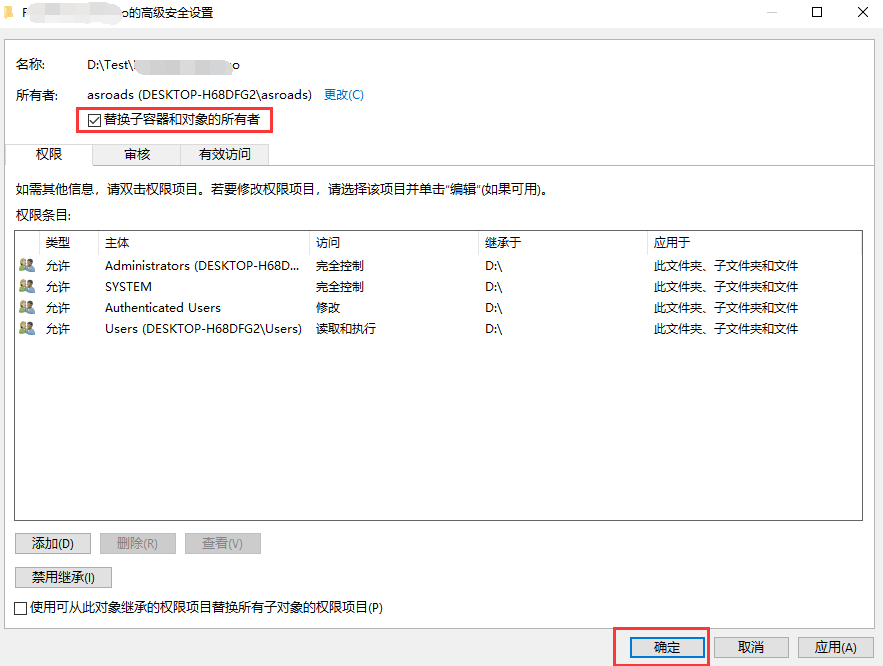 的高级安全设置
名称: D:\Test\
所有者: asroads (DESKTOP-H68DFG2\asroads) 更改(C)
替换子容器和对象的所有者
权限 审核 有效访问
如需其他信息，请双击权限项目。若要修改权限项目，请选择该项目并单击"编辑"(如果可用)。
权限条目:
类型 主体 访问 继承于 应用于
允许 Administrators (DESKTOP-H68D... 完全控制 D:\ 此文件夹、子文件夹和文件
允许 SYSTEM 完全控制 D:\ 此文件夹、子文件夹和文件
允许 Authenticated Users 修改 D:\ 此文件夹、子文件夹和文件
允许 Users (DESKTOP-H68DFG2\Users) 读取和执行 D:\ 此文件夹、子文件夹和文件
添加(D) 删除(R) 查看(V)
禁用继承(I)
使用可从此对象继承的权限项目替换所有子对象的权限项目(P)
确定 取消 应用(A)